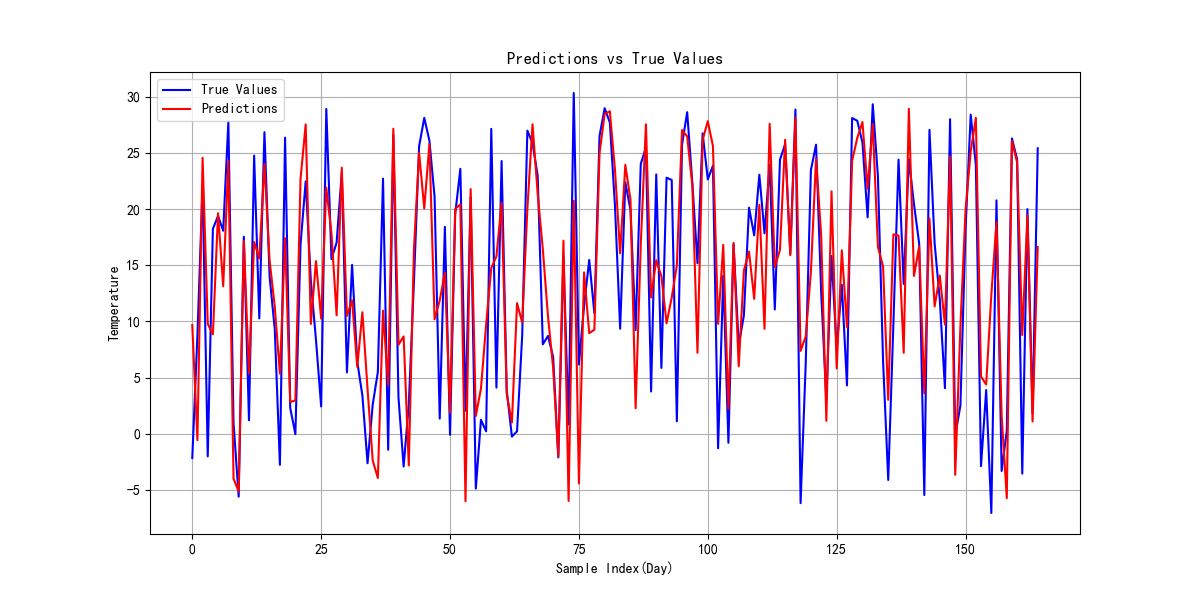 Predictions vs True Values
True Values
Predictions
30
25
20
15
10
5
0
−5
Temperature
0 25 50 75 100 125 150
Sample Index(Day)